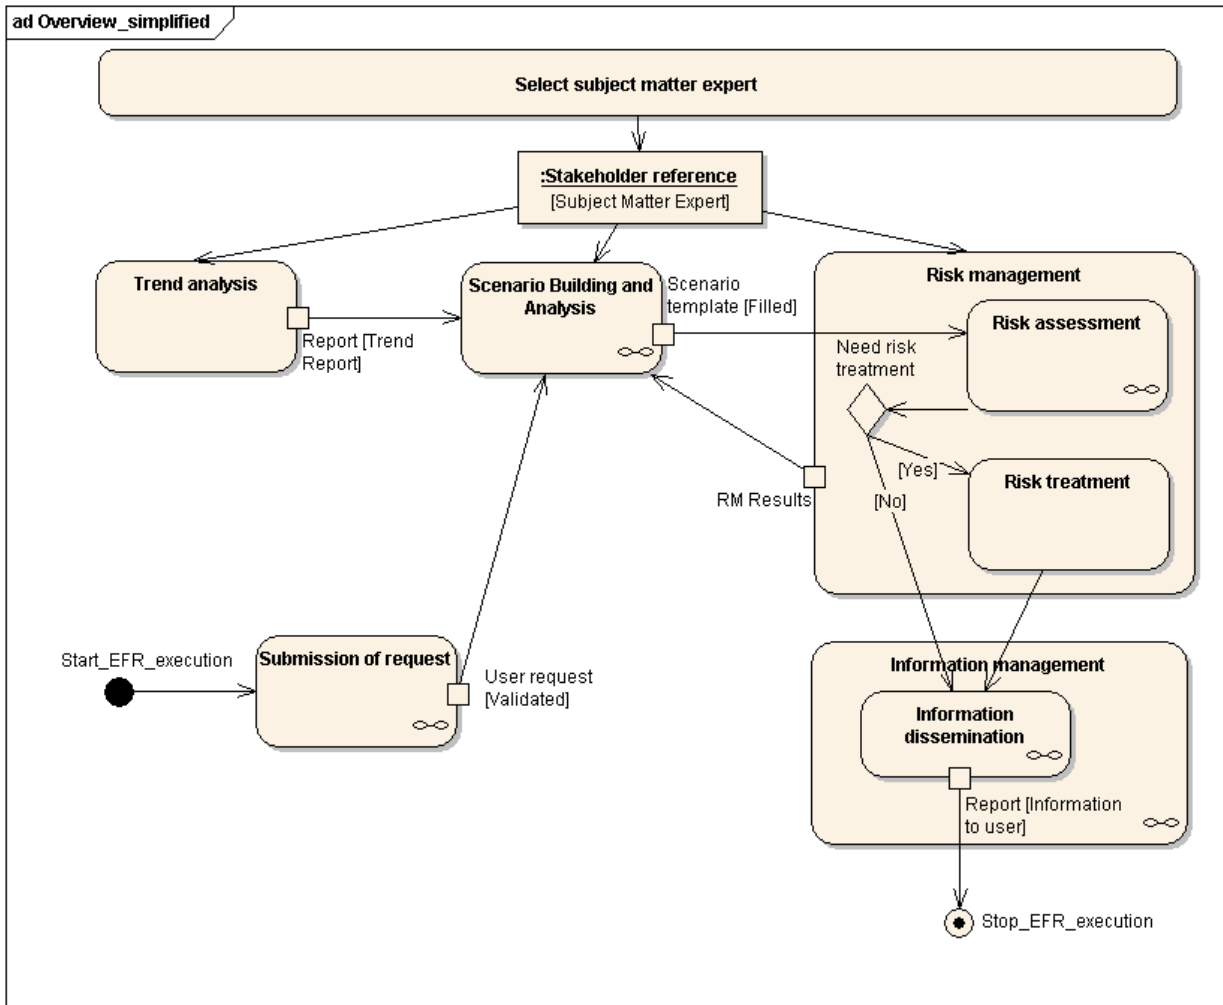 ad Overview_simplified
Select subject matter expert
:Stakeholder reference
[Subject Matter Expert]
Trend analysis
Report [Trend
Report]
Scenario Building and
Analysis
Scenario
template [Filled]
Risk management
Risk assessment
Need risk
treatment
[Yes]
[No]
Risk treatment
RM Results
Start_EFR_execution
Submission of request
User request
[Validated]
Information management
Information
dissemination
Report [Information
to user]
Stop_EFR_execution